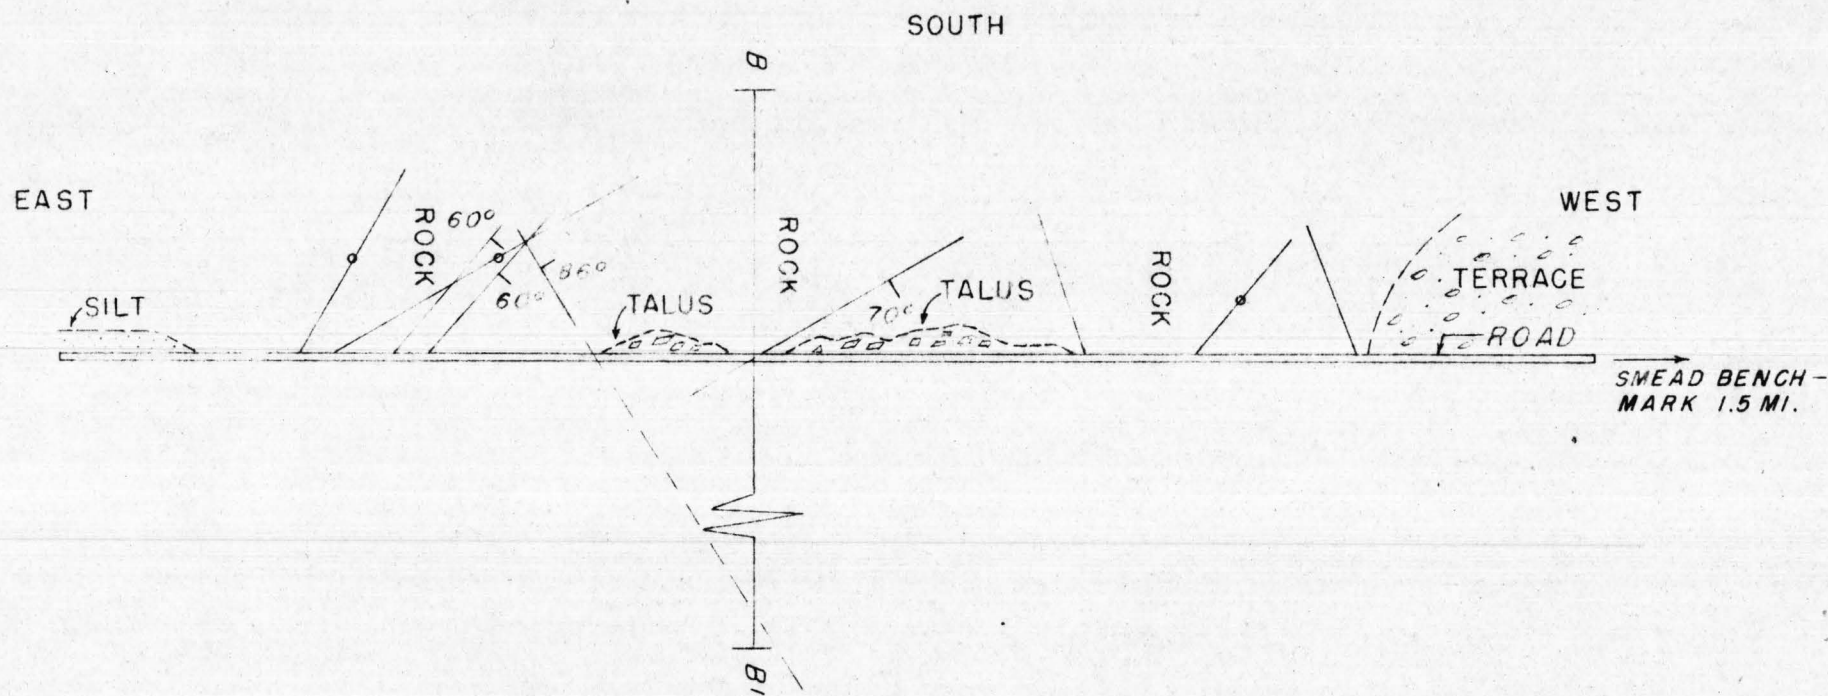 SOUTH
B
EAST
WEST
ROCK
60°
ROCK
ROCK
86°
60°
SILT
TALUS
70°
TALUS
TERRACE
ROAD
SMEAD BENCH-
MARK 1.5 MI.
B'